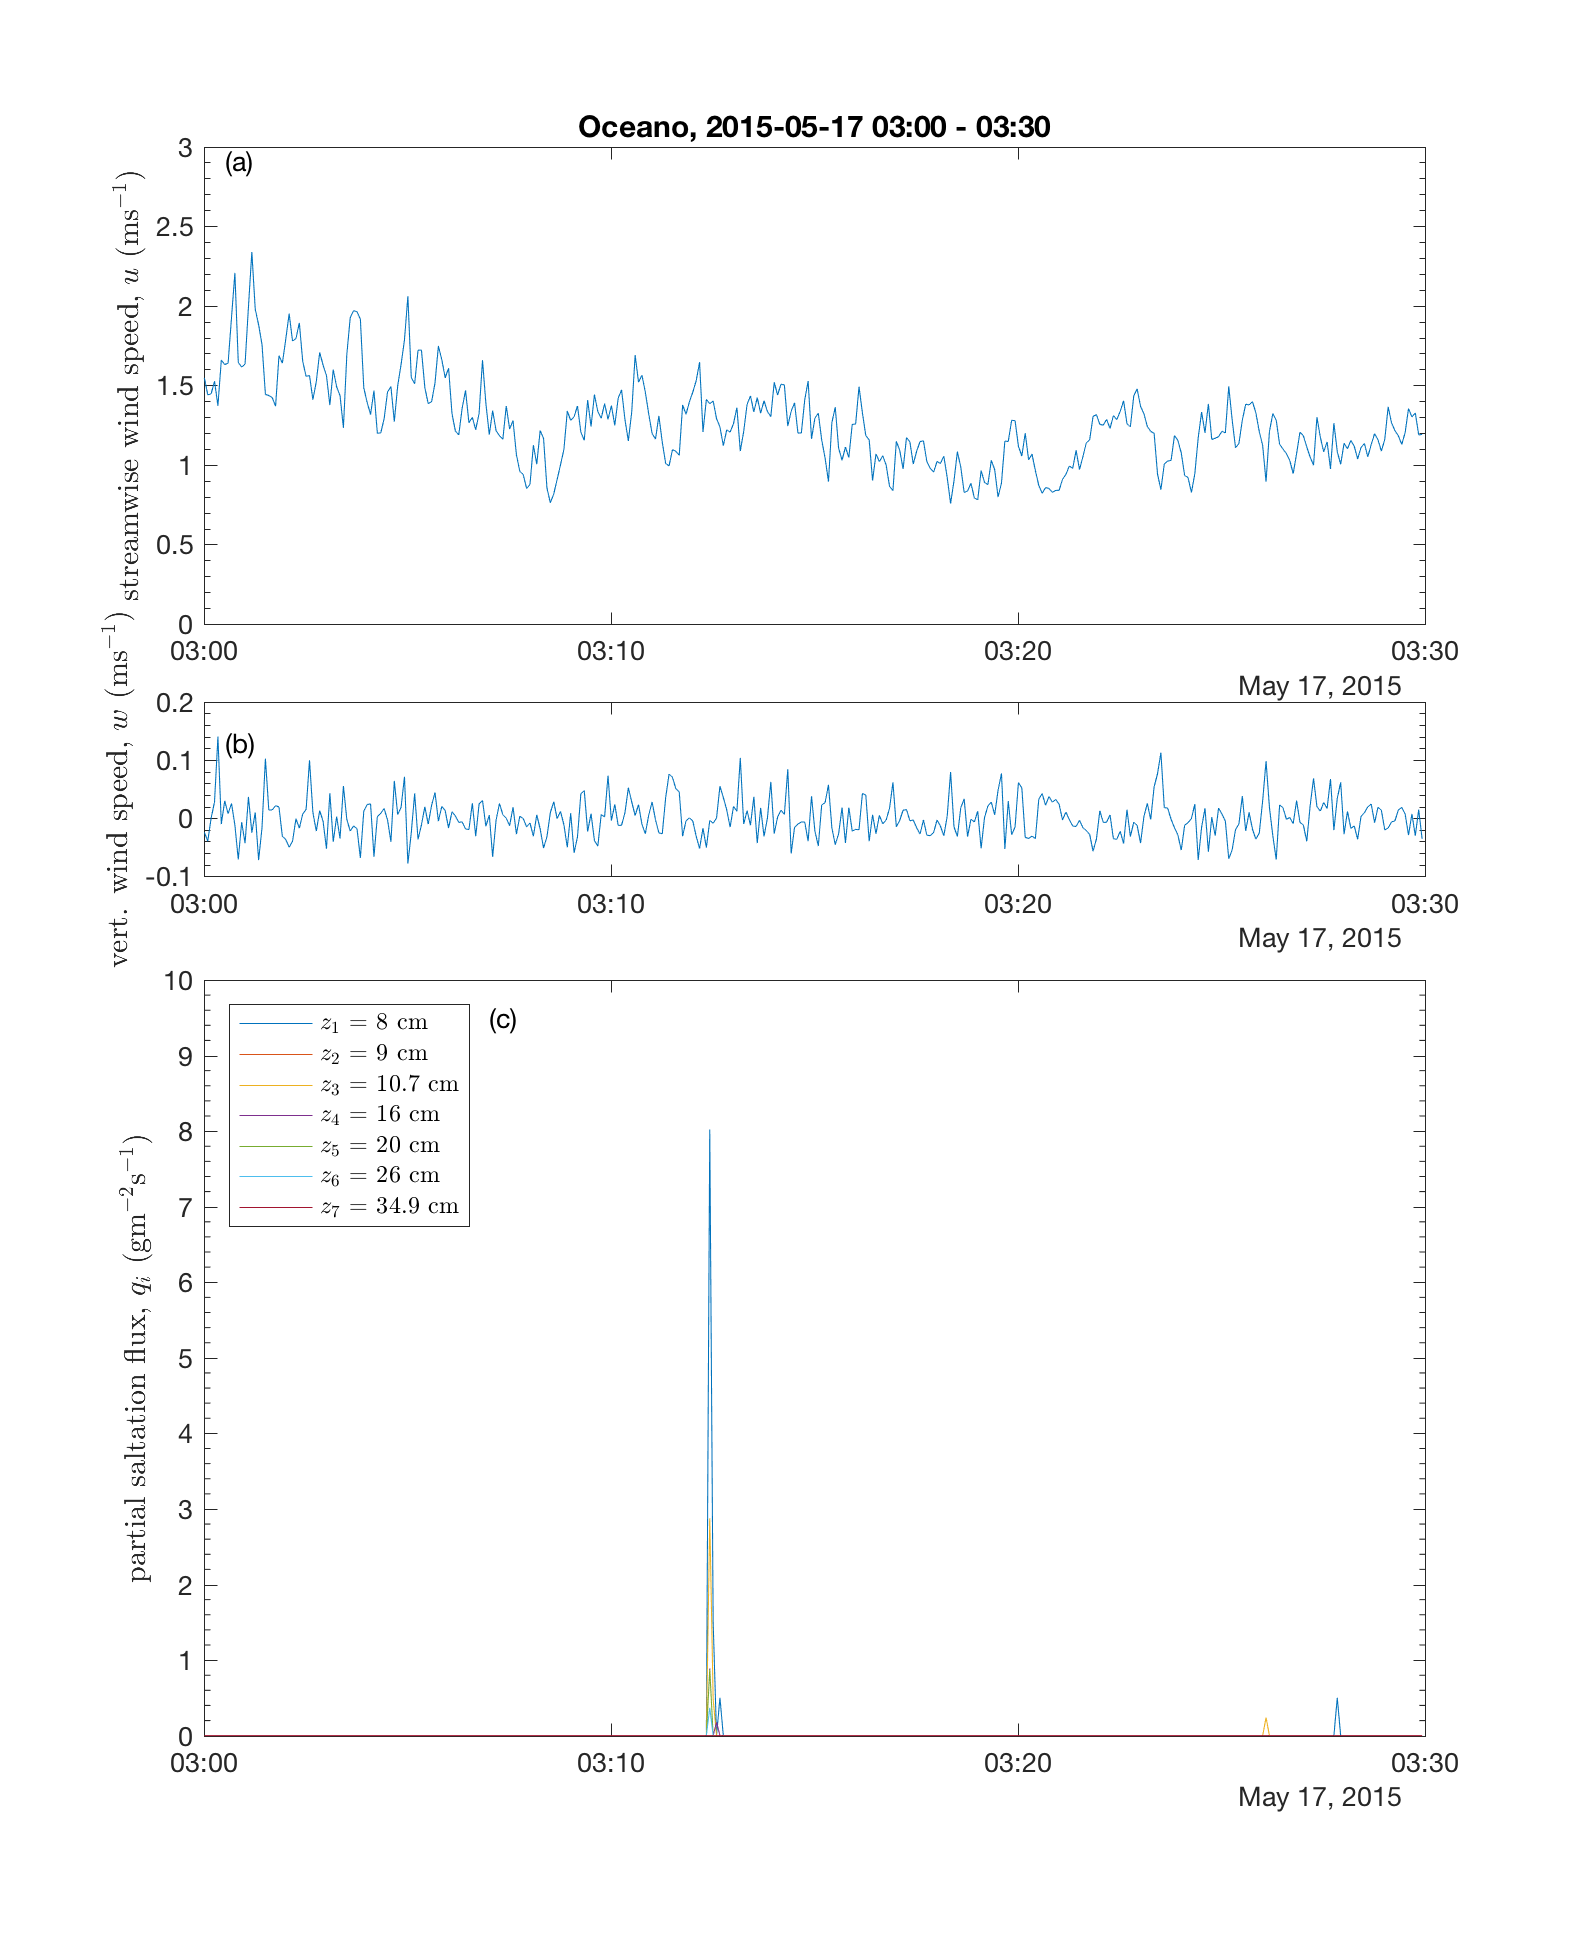 Oceano, 2015-05-17 03:00 - 03:30
(a)
streamwise wind speed, u (ms⁻¹)
3
2.5
2
1.5
1
0.5
0
03:00 03:10 03:20 03:30
May 17, 2015
(b)
vert. wind speed, w (ms⁻¹)
0.2
0.1
0
-0.1
03:00 03:10 03:20 03:30
May 17, 2015
(c)
partial saltation flux, qᵢ (gm⁻²s⁻¹)
10
9
8
7
6
5
4
3
2
1
0
z₁ = 8 cm
z₂ = 9 cm
z₃ = 10.7 cm
z₄ = 16 cm
z₅ = 20 cm
z₆ = 26 cm
z₇ = 34.9 cm
03:00 03:10 03:20 03:30
May 17, 2015